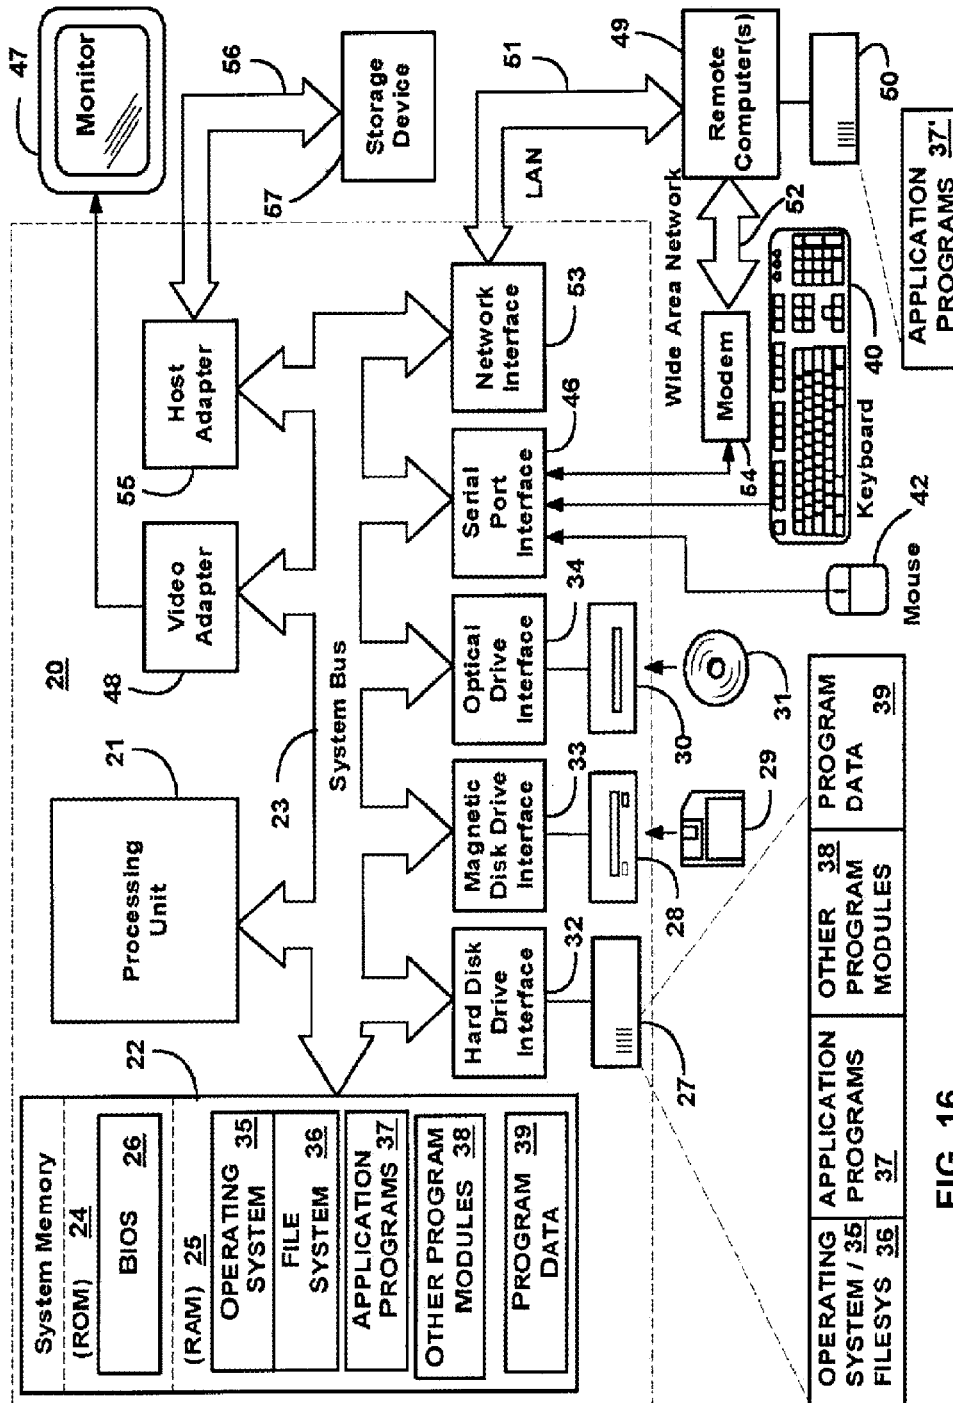 System Memory
(ROM) 24
BIOS 26
(RAM) 25
OPERATING
SYSTEM 35
FILE
SYSTEM 36
APPLICATION
PROGRAMS 37
OTHER PROGRAM
MODULES 38
PROGRAM
DATA 39
22
Processing
Unit
21
20
Video
Adapter
48
Host
Adapter
55
Monitor
47
56
Storage
Device
57
23
System Bus
Hard Disk
Drive
Interface
32
Magnetic
Disk Drive
Interface
33
Optical
Drive
Interface
34
Serial
Port
Interface
46
Network
Interface
53
LAN
51
Remote
Computer(s)
49
50
Wide Area Network
52
Modem
54
27
28
29
30
31
Keyboard
40
Mouse
42
APPLICATION
PROGRAMS 37'
OPERATING
SYSTEM / 35
FILESYS 36
APPLICATION
PROGRAMS
37
OTHER 38
PROGRAM
MODULES
PROGRAM
DATA
39
FIG. 16